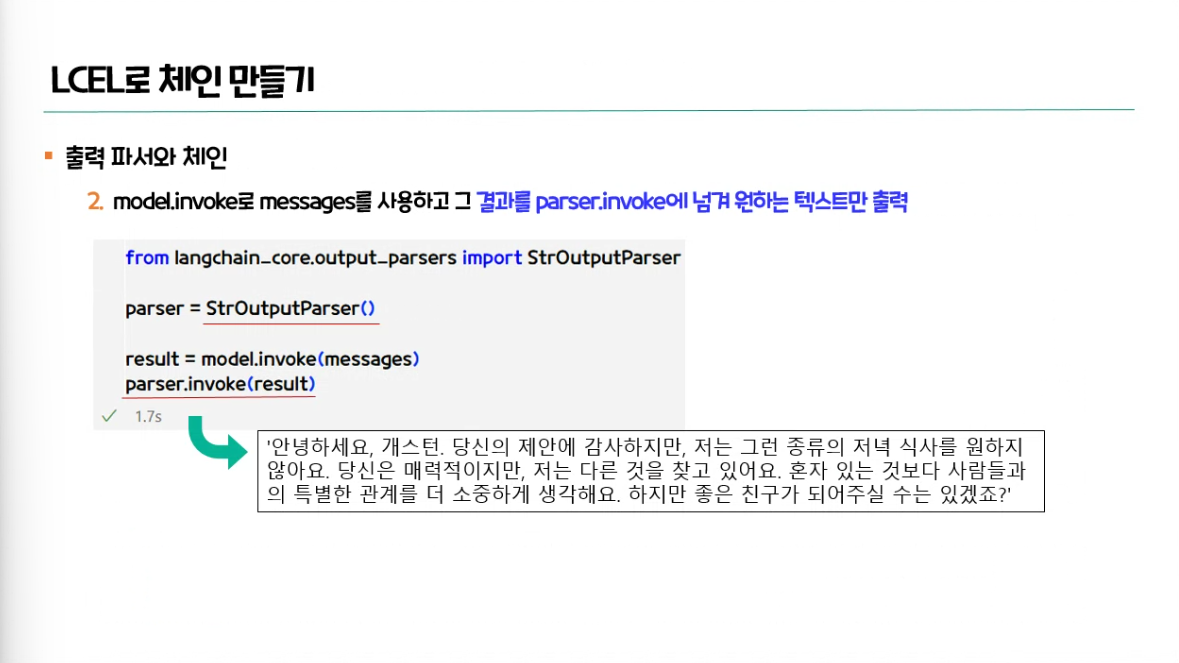 LCEL로 체인 만들기
▪ 출력 파서와 체인
2. model.invoke로 messages를 사용하고 그 결과를 parser.invoke에 넘겨 원하는 텍스트만 출력
from langchain_core.output_parsers import StrOutputParser
parser = StrOutputParser()
result = model.invoke(messages)
parser.invoke(result)
✓ 1.7s
'안녕하세요, 개스턴. 당신의 제안에 감사하지만, 저는 그런 종류의 저녁 식사를 원하지
않아요. 당신은 매력적이지만, 저는 다른 것을 찾고 있어요. 혼자 있는 것보다 사람들과
의 특별한 관계를 더 소중하게 생각해요. 하지만 좋은 친구가 되어주실 수는 있겠죠?'